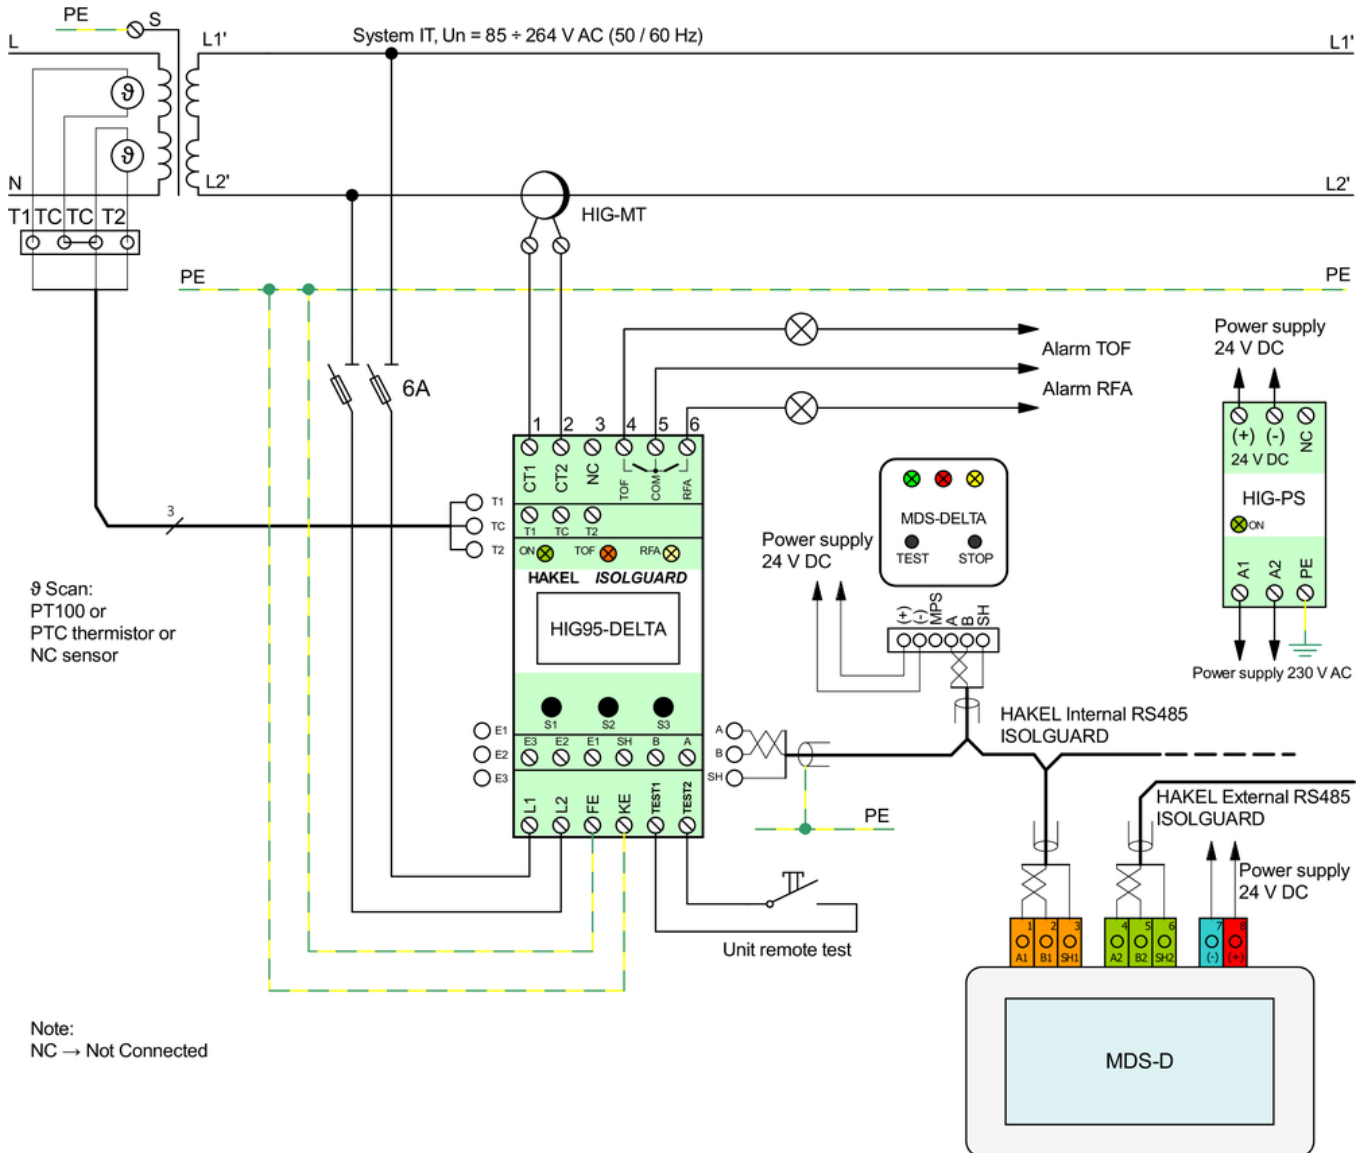 PE
S
L
L1'
System IT, Un = 85 ÷ 264 V AC (50 / 60 Hz)
L1'
ϑ
ϑ
N
L2'
L2'
T1 TC TC T2
HIG-MT
PE
PE
Alarm TOF
Alarm RFA
6A
Power supply
24 V DC
(+) (-) NC
24 V DC
HIG-PS
ON
A1 A2 PE
Power supply 230 V AC
1 2 3 4 5 6
CT1 CT2 NC TOF COM RFA
T1
TC
T2
3
T1 TC T2
ON TOF RFA
HAKEL ISOLGUARD
HIG95-DELTA
S1 S2 S3
E1
E2
E3
E3 E2 E1 SH B A
L1 L2 FE KE TEST1 TEST2
A
B
SH
PE
Unit remote test
MDS-DELTA
TEST STOP
Power supply
24 V DC
(+) (-) MPS A B SH
ϑ Scan:
PT100 or
PTC thermistor or
NC sensor
HAKEL Internal RS485
ISOLGUARD
HAKEL External RS485
ISOLGUARD
Power supply
24 V DC
1 2 3 4 5 6 7 8
A1 B1 SH1 A2 B2 SH2 (-) (+)
MDS-D
Note:
NC → Not Connected